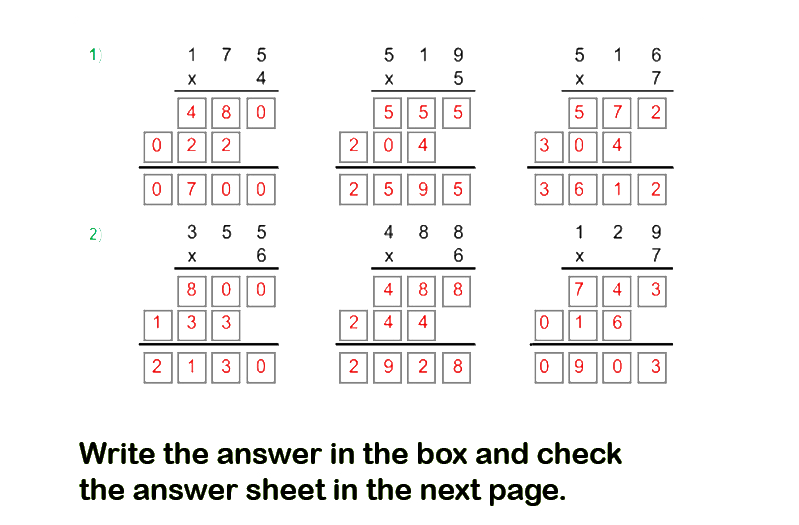 1) 1 7 5 5 1 9 5 1 6
x 4 x 5 x 7
4 8 0 5 5 5 5 7 2
0 2 2 2 0 4 3 0 4
0 7 0 0 2 5 9 5 3 6 1 2
2) 3 5 5 4 8 8 1 2 9
x 6 x 6 x 7
8 0 0 4 8 8 7 4 3
1 3 3 2 4 4 0 1 6
2 1 3 0 2 9 2 8 0 9 0 3
Write the answer in the box and check
the answer sheet in the next page.